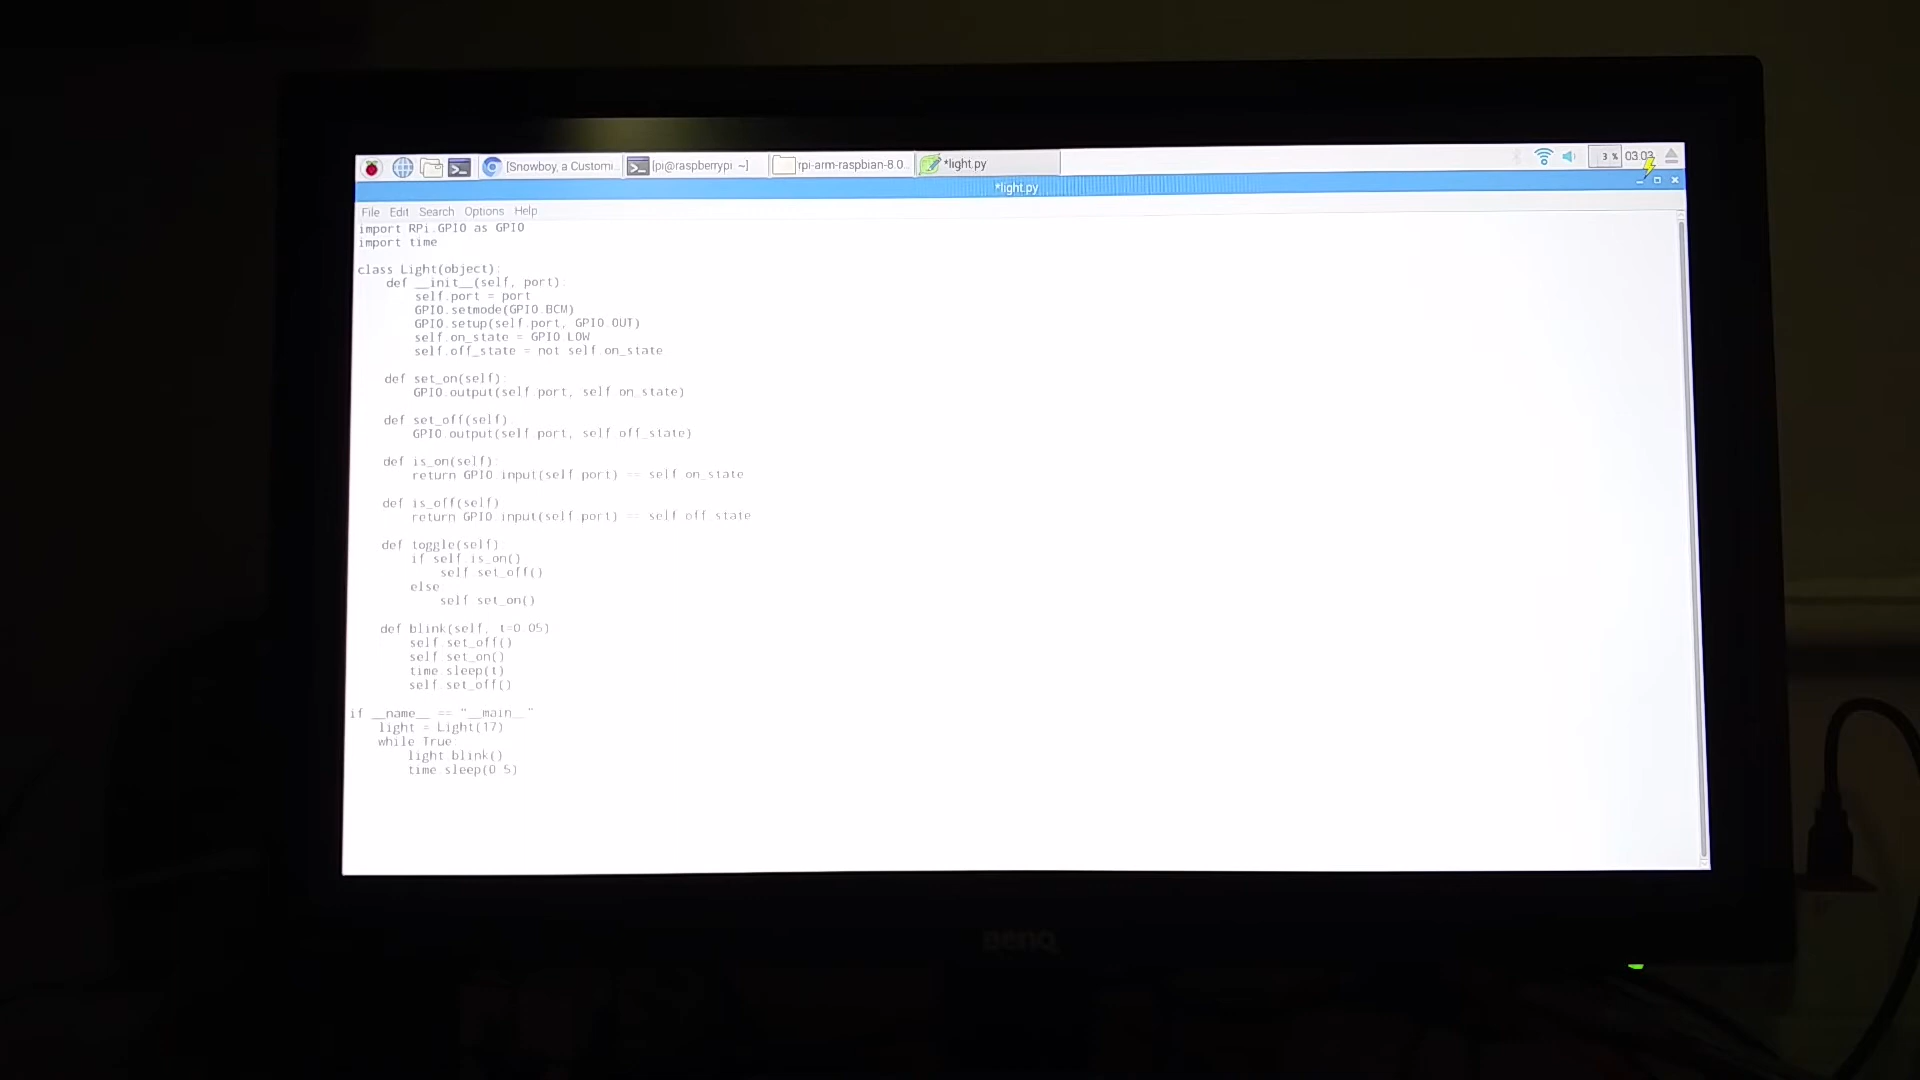 [Snowboy, a Customi... [pi@raspberrypi: ~] rpi-arm-raspbian-8.0... *light.py 3 % 03:03
*light.py
File Edit Search Options Help
import RPi.GPIO as GPIO
import time
class Light(object):
def __init__(self, port):
self.port = port
GPIO.setmode(GPIO.BCM)
GPIO.setup(self.port, GPIO.OUT)
self.on_state = GPIO.LOW
self.off_state = not self.on_state
def set_on(self):
GPIO.output(self.port, self.on_state)
def set_off(self):
GPIO.output(self.port, self.off_state)
def is_on(self):
return GPIO.input(self.port) == self.on_state
def is_off(self):
return GPIO.input(self.port) == self.off_state
def toggle(self):
if self.is_on():
self.set_off()
else:
self.set_on()
def blink(self, t=0.05):
self.set_off()
self.set_on()
time.sleep(t)
self.set_off()
if __name__ == "__main__":
light = Light(17)
while True:
light.blink()
time.sleep(0.5)
BenQ